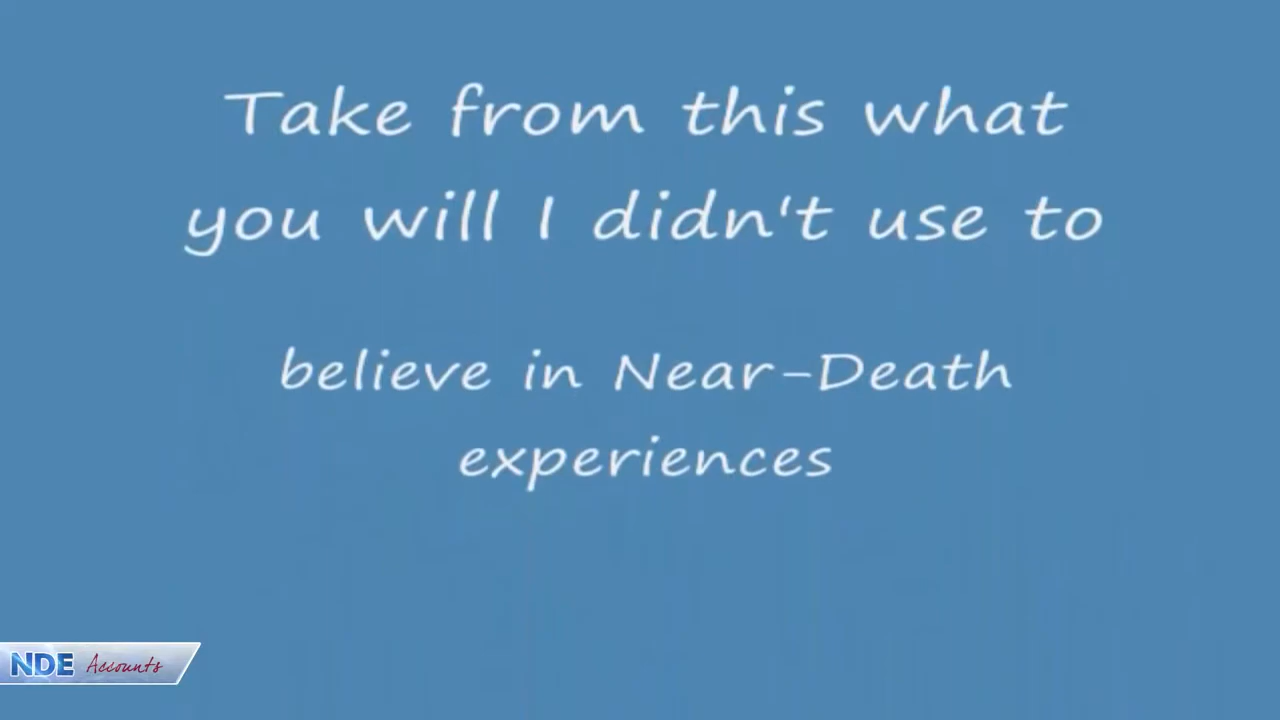 Take from this what
you will I didn't use to
believe in Near-Death
experiences
NDE Accounts